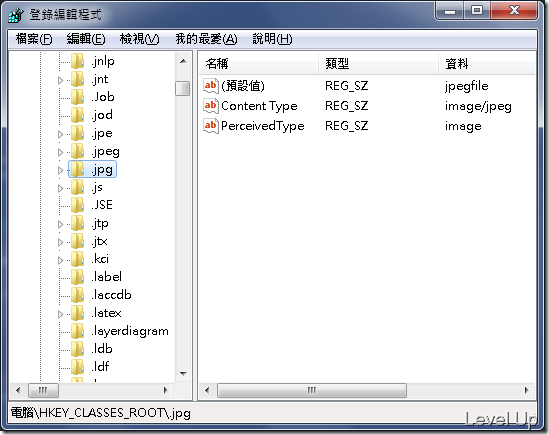 登錄編輯程式
檔案(F) 編輯(E) 檢視(V) 我的最愛(A) 說明(H)
.jnlp
.jnt
.Job
.jod
.jpe
.jpeg
.jpg
.js
.JSE
.jtp
.jtx
.kci
.label
.laccdb
.latex
.layerdiagram
.ldb
.ldf
名稱 類型 資料
(預設值) REG_SZ jpegfile
Content Type REG_SZ image/jpeg
PerceivedType REG_SZ image
電腦\HKEY_CLASSES_ROOT\.jpg
Level Up